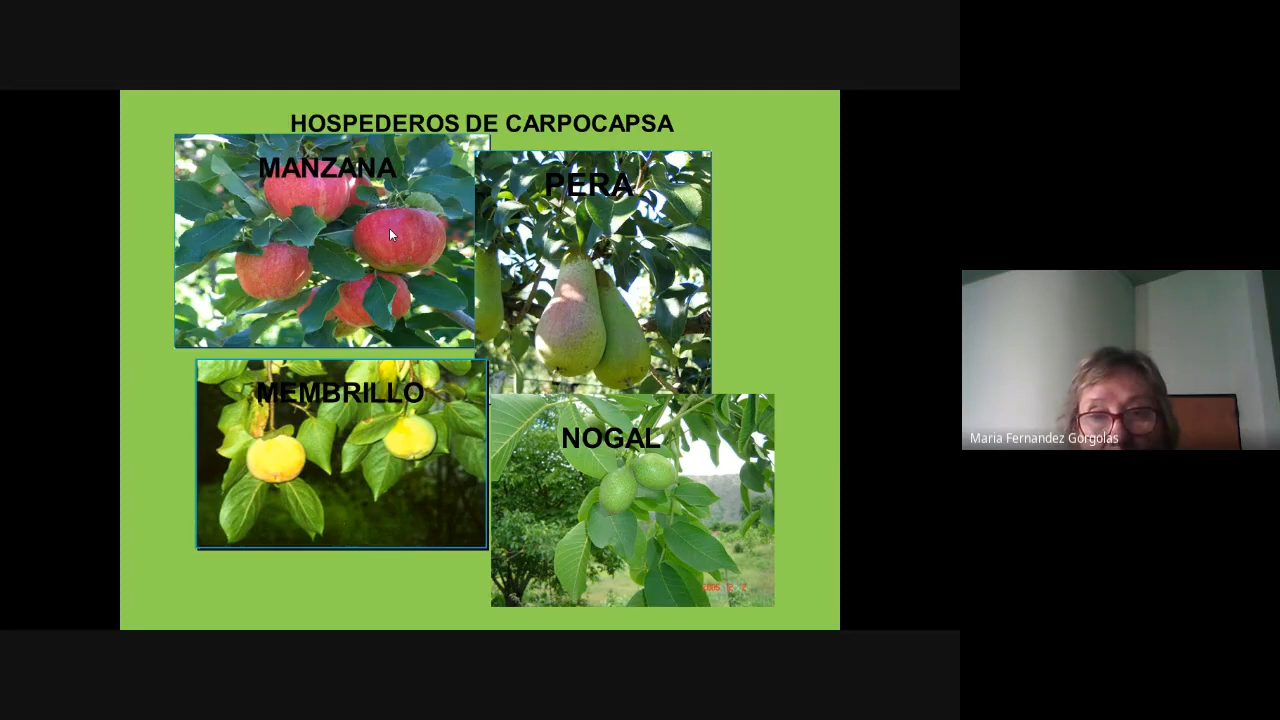 HOSPEDEROS DE CARPOCAPSA
MANZANA
PERA
MEMBRILLO
NOGAL
Maria Fernandez Gorgolas